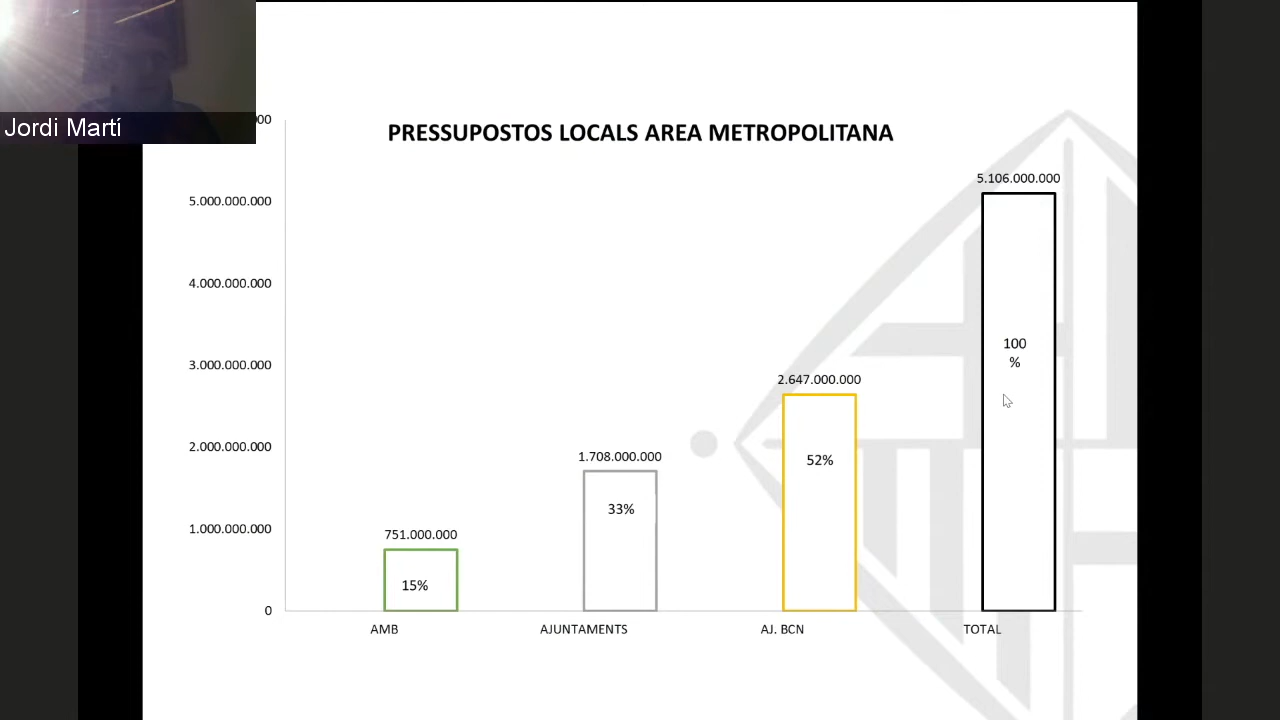 Jordi Martí
00
PRESSUPOSTOS LOCALS AREA METROPOLITANA
5.106.000.000
5.000.000.000
4.000.000.000
100
%
3.000.000.000
2.647.000.000
52%
2.000.000.000
1.708.000.000
33%
1.000.000.000
751.000.000
15%
0
AMB
AJUNTAMENTS
AJ. BCN
TOTAL